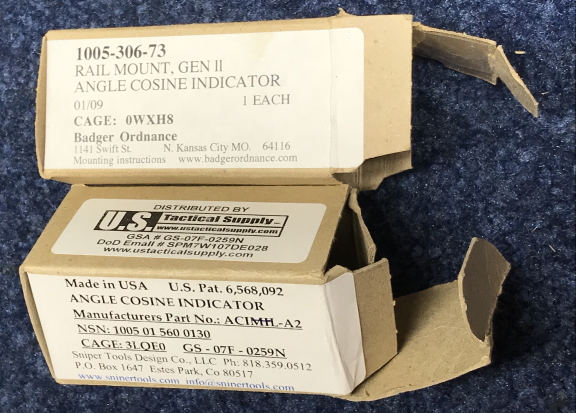 1005-306-73
RAIL MOUNT, GEN II
ANGLE COSINE INDICATOR
01/09 1 EACH
CAGE: 0WXH8
Badger Ordnance
1141 Swift St. N. Kansas City MO. 64116
Mounting instructions www.badgerordnance.com
DISTRIBUTED BY
U.S. Tactical Supply
www.ustacticalsupply.com
GSA # GS-07F-0259N
DoD Email # SPM7W107DE028
www.ustacticalsupply.com
Made in USA U.S. Pat. 6,568,092
ANGLE COSINE INDICATOR
Manufacturers Part No.: ACIMH-A2
NSN: 1005 01 560 0130
CAGE: 3LQE0 GS - 07F - 0259N
Sniper Tools Design Co., LLC Ph: 818.359.0512
P.O. Box 1647 Estes Park, Co 80517
www.snipertools.com info@snipertools.com